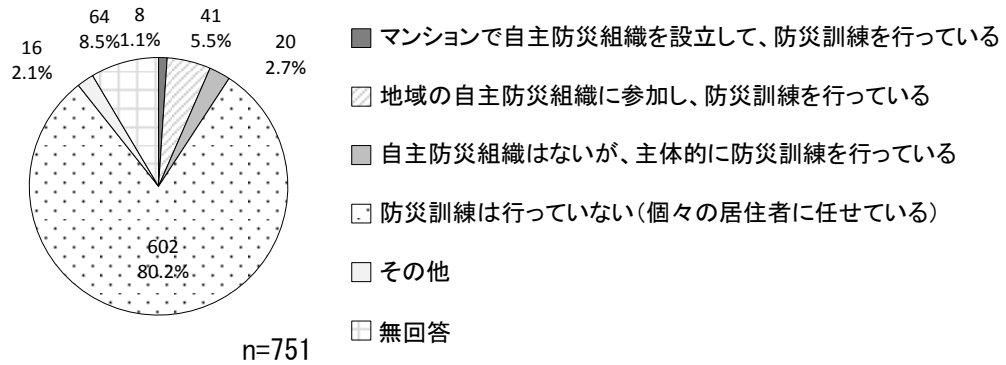 64 8 41
8.5%1.1% 5.5% 20
16 2.7%
2.1%
602
80.2%
n=751
マンションで自主防災組織を設立して、防災訓練を行っている
地域の自主防災組織に参加し、防災訓練を行っている
自主防災組織はないが、主体的に防災訓練を行っている
防災訓練は行っていない(個々の居住者に任せている)
その他
無回答